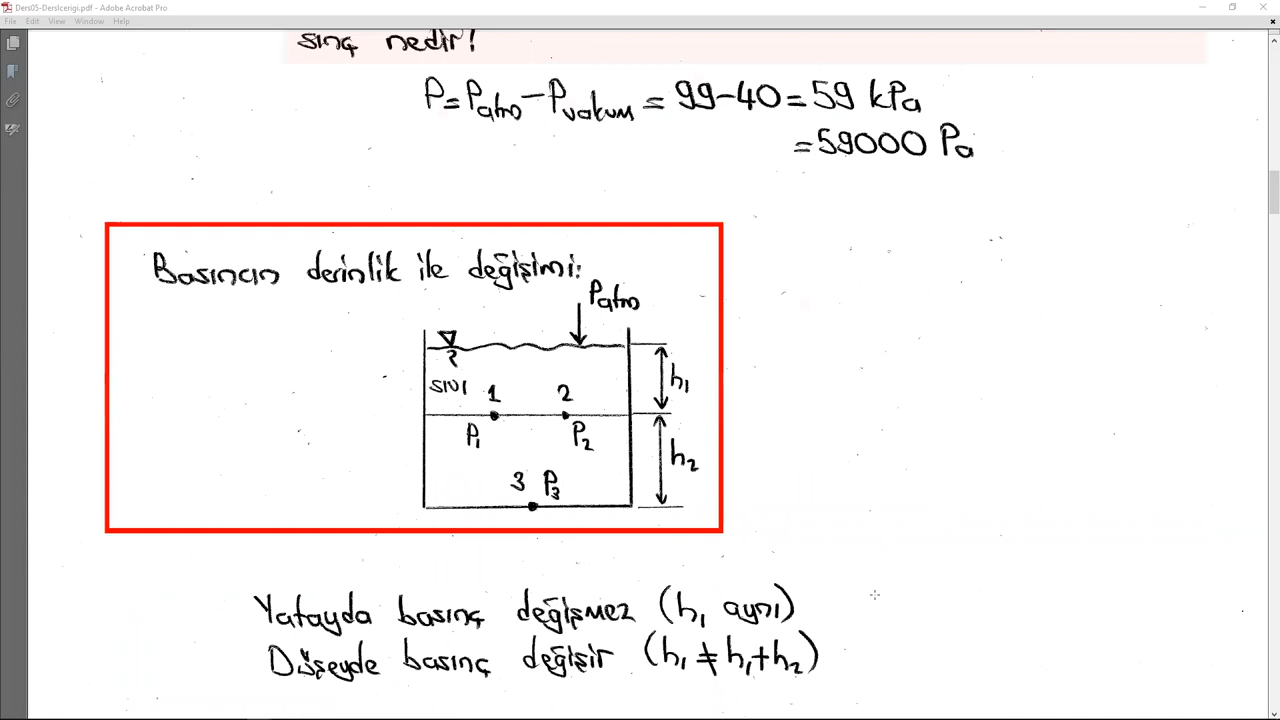 Ders05-DersIcerigi.pdf - Adobe Acrobat Pro
File Edit View Window Help
sınç nedir?
P=Patm-Pvakum=99-40=59 kPa
=59000 Pa
Basıncın derinlik ile değişimi:
Patm
sıvı
1 2
h₁
P₁ P₂
h₂
3 P₃
Yatayda basınç değişmez (h₁ aynı)
Düşeyde basınç değişir (h₁≠h₁+h₂)